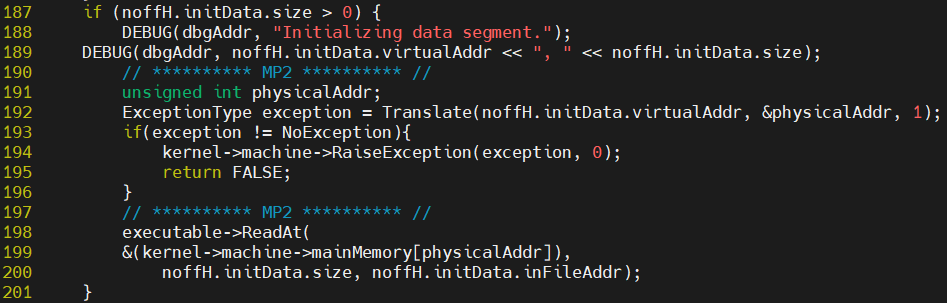 187     if (noffH.initData.size > 0) {
188         DEBUG(dbgAddr, "Initializing data segment.");
189     DEBUG(dbgAddr, noffH.initData.virtualAddr << ", " << noffH.initData.size);
190         // ********** MP2 ********** //
191         unsigned int physicalAddr;
192         ExceptionType exception = Translate(noffH.initData.virtualAddr, &physicalAddr, 1);
193         if(exception != NoException){
194             kernel->machine->RaiseException(exception, 0);
195             return FALSE;
196         }
197         // ********** MP2 ********** //
198         executable->ReadAt(
199         &(kernel->machine->mainMemory[physicalAddr]),
200             noffH.initData.size, noffH.initData.inFileAddr);
201     }